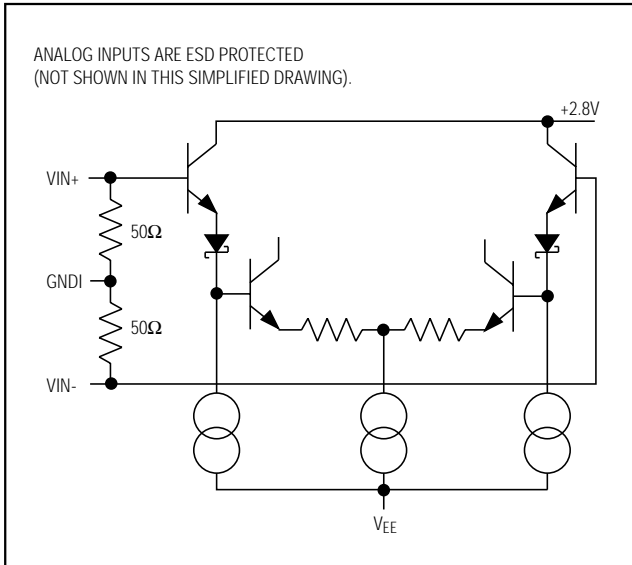 ANALOG INPUTS ARE ESD PROTECTED
(NOT SHOWN IN THIS SIMPLIFIED DRAWING).
+2.8V
VIN+
50Ω
GNDI
50Ω
VIN-
VEE